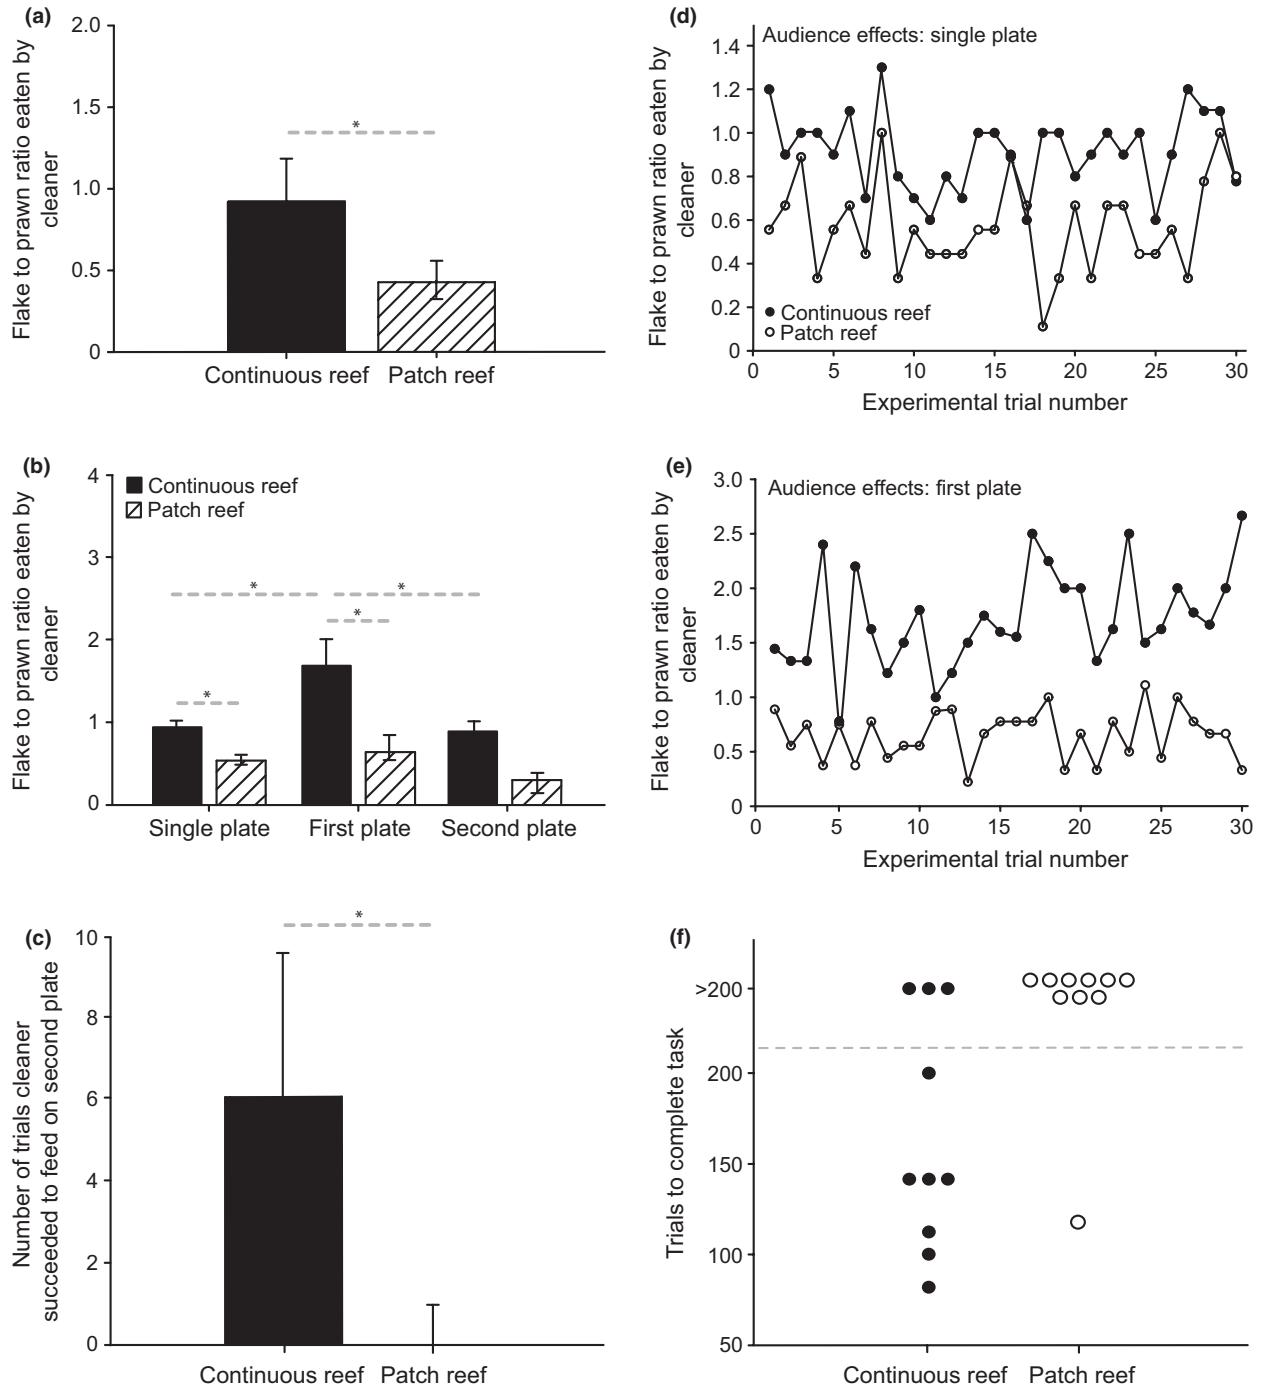 (a)
Flake to prawn ratio eaten by
cleaner
2.0
1.5
1.0
0.5
0
*
Continuous reef
Patch reef
(b)
Flake to prawn ratio eaten by
cleaner
4
3
2
1
0
Continuous reef
Patch reef
*
*
*
*
Single plate
First plate
Second plate
(c)
Number of trials cleaner
succeeded to feed on second plate
10
8
6
4
2
0
*
Continuous reef
Patch reef
(d)
Audience effects: single plate
Flake to prawn ratio eaten by
cleaner
1.4
1.2
1.0
0.8
0.6
0.4
0.2
0
Continuous reef
Patch reef
0 5 10 15 20 25 30
Experimental trial number
(e)
Audience effects: first plate
Flake to prawn ratio eaten by
cleaner
3.0
2.5
2.0
1.5
1.0
0.5
0
0 5 10 15 20 25 30
Experimental trial number
(f)
Trials to complete task
>200
200
150
100
50
Continuous reef
Patch reef